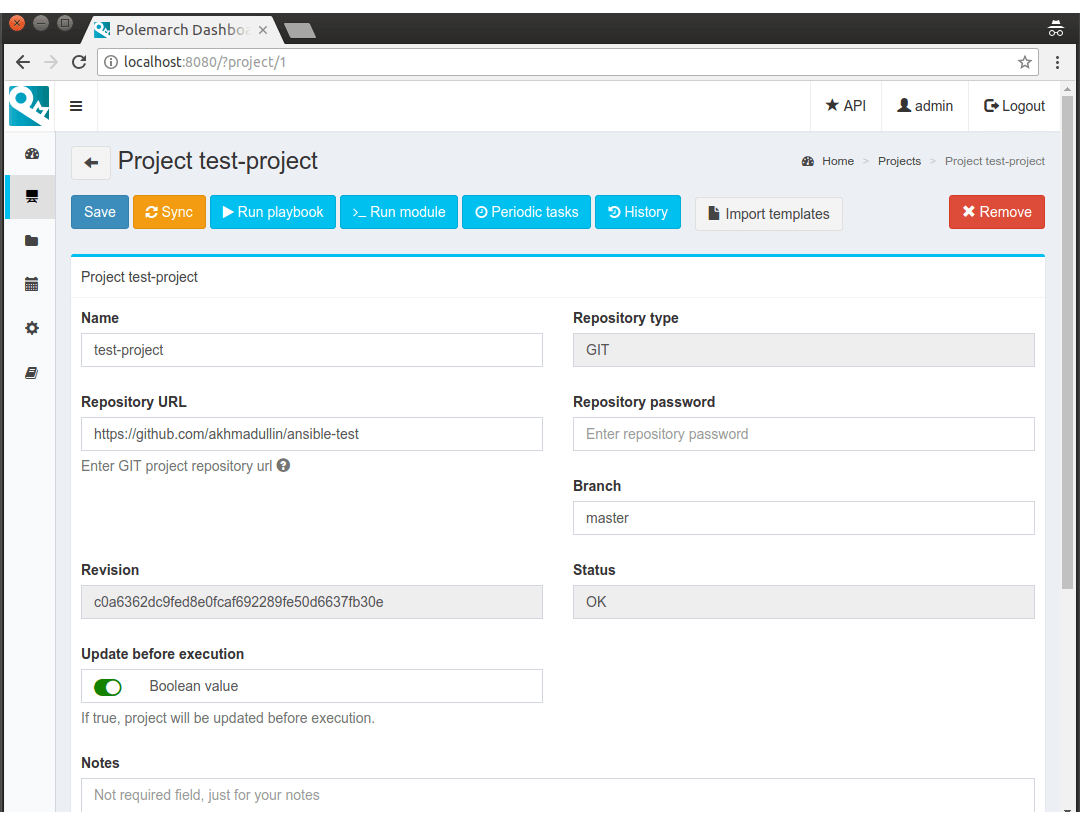 Polemarch Dashboa
localhost:8080/?project/1
API admin Logout
Project test-project
Home > Projects > Project test-project
Save Sync Run playbook >_ Run module Periodic tasks History Import templates Remove
Project test-project
Name Repository type
test-project GIT
Repository URL Repository password
https://github.com/akhmadullin/ansible-test Enter repository password
Enter GIT project repository url
Branch
master
Revision Status
c0a6362dc9fed8e0fcaf692289fe50d6637fb30e OK
Update before execution
Boolean value
If true, project will be updated before execution.
Notes
Not required field, just for your notes